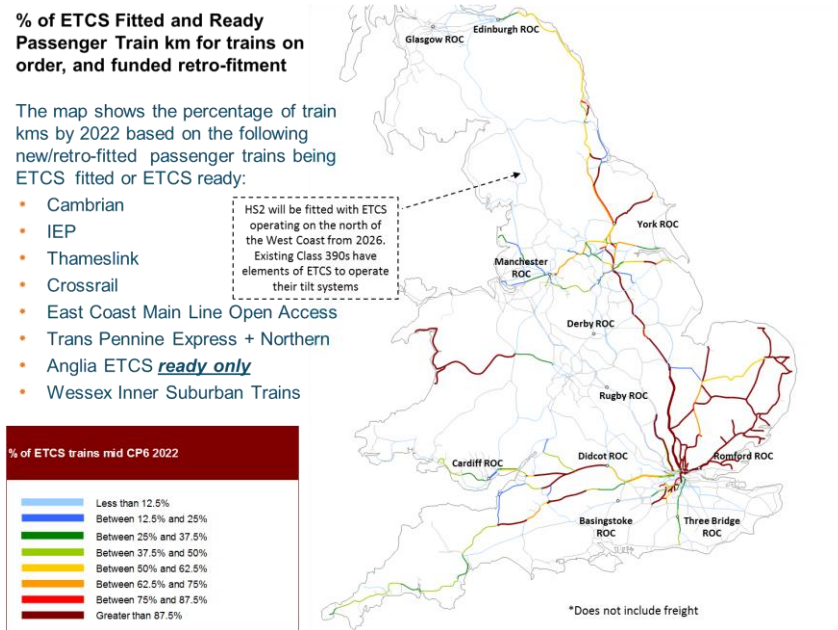 % of ETCS Fitted and Ready
Passenger Train km for trains on
order, and funded retro-fitment
The map shows the percentage of train
kms by 2022 based on the following
new/retro-fitted passenger trains being
ETCS fitted or ETCS ready:
• Cambrian
• IEP
• Thameslink
• Crossrail
• East Coast Main Line Open Access
• Trans Pennine Express + Northern
• Anglia ETCS ready only
• Wessex Inner Suburban Trains
HS2 will be fitted with ETCS
operating on the north of
the West Coast from 2026.
Existing Class 390s have
elements of ETCS to operate
their tilt systems
% of ETCS trains mid CP6 2022
Less than 12.5%
Between 12.5% and 25%
Between 25% and 37.5%
Between 37.5% and 50%
Between 50% and 62.5%
Between 62.5% and 75%
Between 75% and 87.5%
Greater than 87.5%
Glasgow ROC
Edinburgh ROC
York ROC
Manchester
ROC
Derby ROC
Rugby ROC
Cardiff ROC
Didcot ROC
Romford ROC
Basingstoke
ROC
Three Bridge
ROC
*Does not include freight